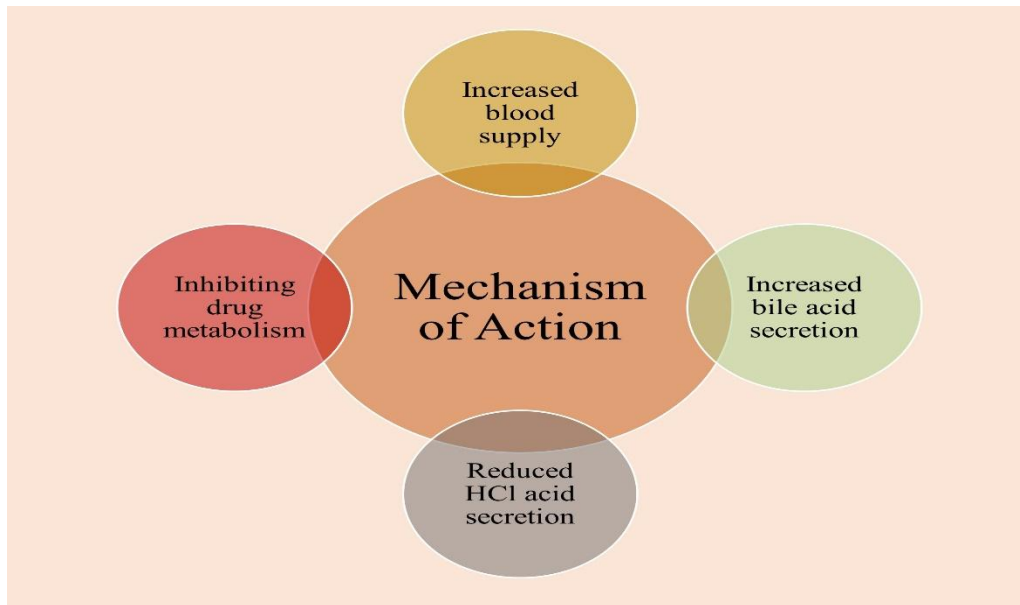 Increased
blood
supply
Inhibiting
drug
metabolism
Mechanism
of Action
Increased
bile acid
secretion
Reduced
HCl acid
secretion